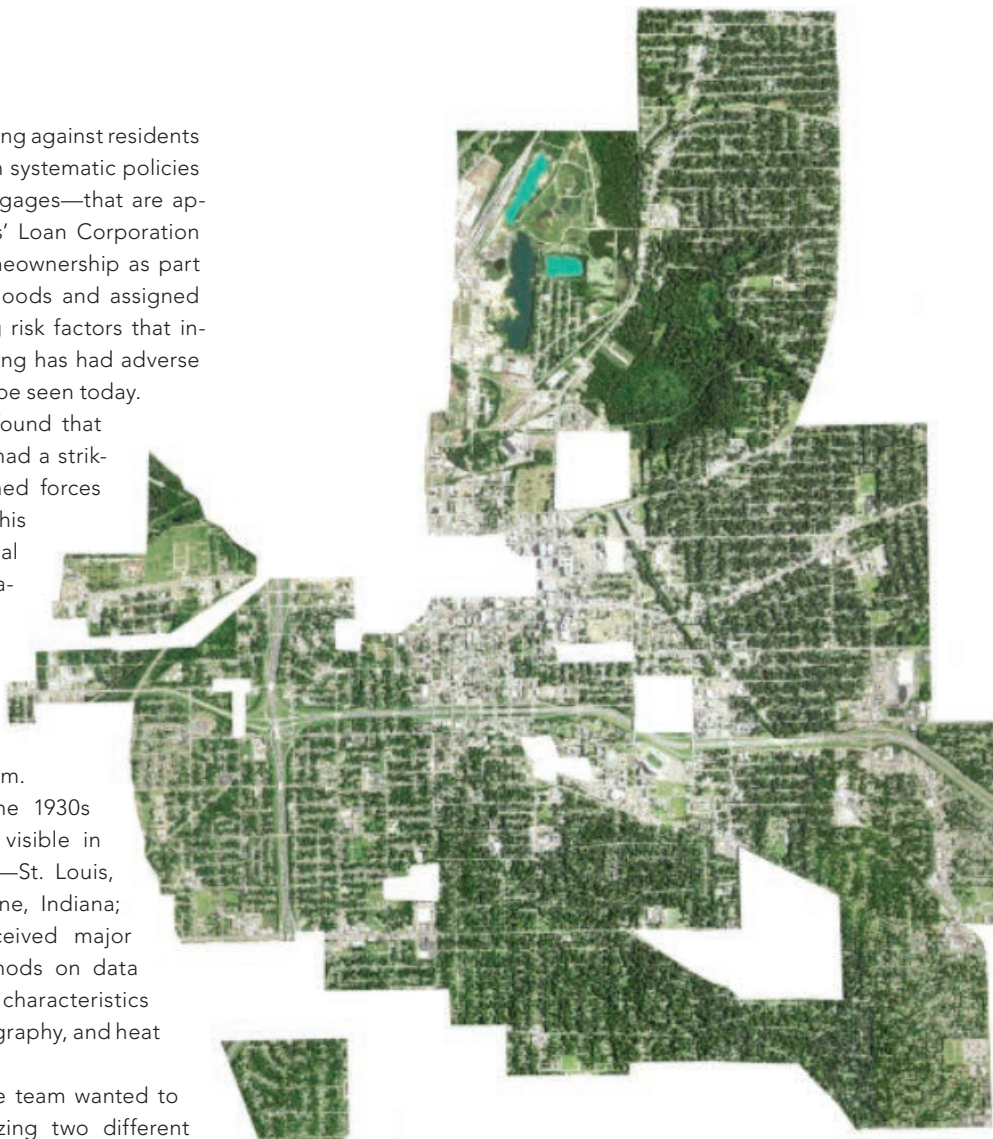 ng against residents
systematic policies
gages—that are ap-
' Loan Corporation
eownership as part
oods and assigned
risk factors that in-
ng has had adverse
be seen today.
ound that
had a strik-
ned forces
his
al
a-
m.
ne 1930s
visible in
—St. Louis,
ne, Indiana;
ceived major
hods on data
characteristics
graphy, and heat
e team wanted to
zing two different